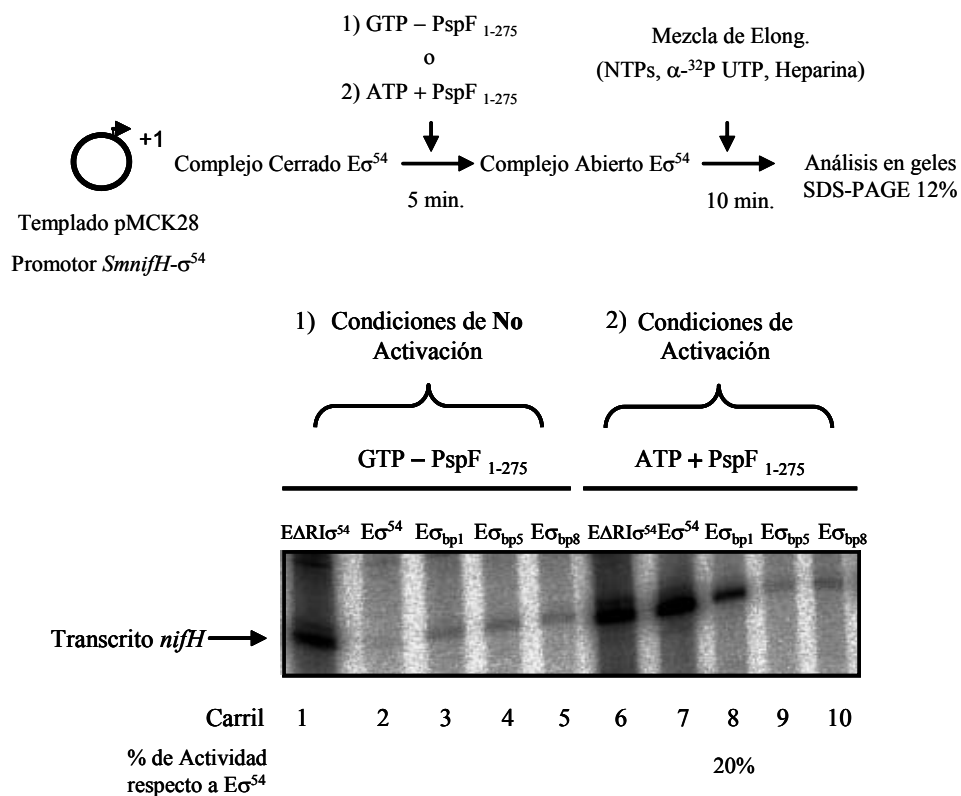 1) GTP – PspF 1-275
o
2) ATP + PspF 1-275
Mezcla de Elong.
(NTPs, α-³²P UTP, Heparina)
+1
Complejo Cerrado Eσ⁵⁴
5 min.
Complejo Abierto Eσ⁵⁴
10 min.
Análisis en geles
SDS-PAGE 12%
Templado pMCK28
Promotor SmnifH-σ⁵⁴
1) Condiciones de No
Activación
2) Condiciones de
Activación
GTP – PspF 1-275
ATP + PspF 1-275
EΔRIσ⁵⁴ Eσ⁵⁴ Eσbp1 Eσbp5 Eσbp8 EΔRIσ⁵⁴ Eσ⁵⁴ Eσbp1 Eσbp5 Eσbp8
Transcrito nifH
Carril 1 2 3 4 5 6 7 8 9 10
% de Actividad
respecto a Eσ⁵⁴
20%